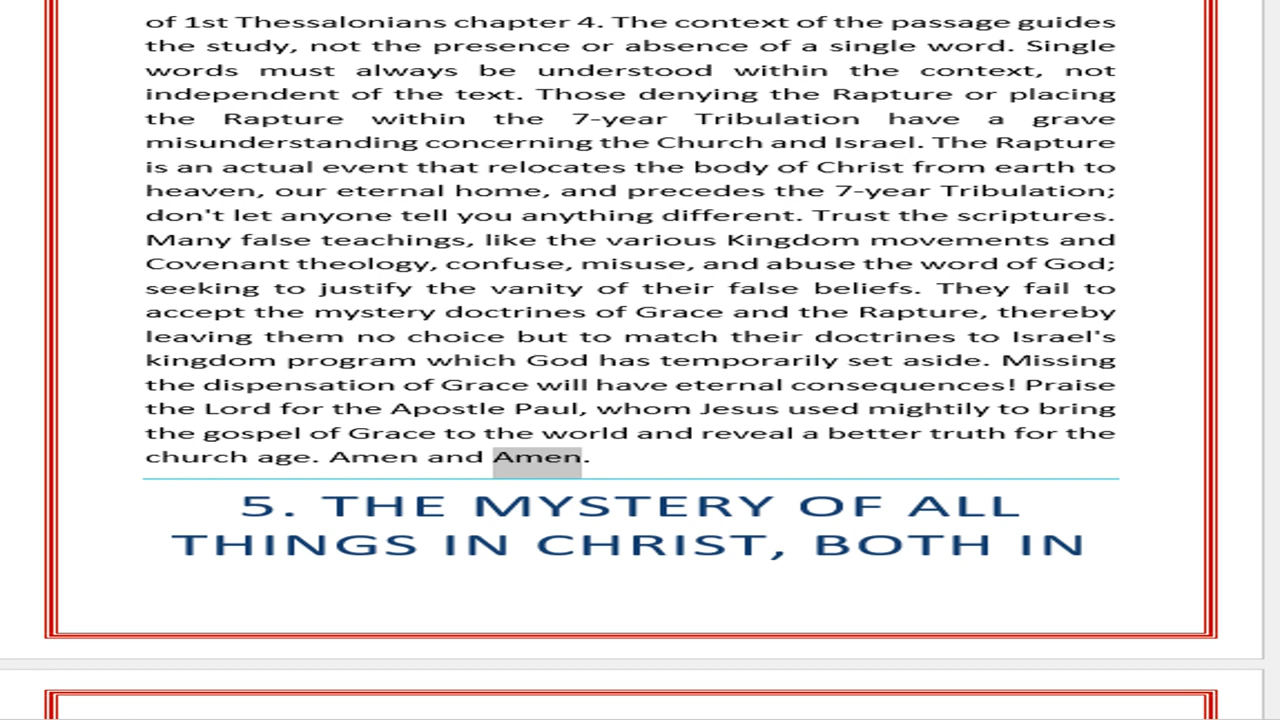 of 1st Thessalonians chapter 4. The context of the passage guides
the study, not the presence or absence of a single word. Single
words must always be understood within the context, not
independent of the text. Those denying the Rapture or placing
the Rapture within the 7-year Tribulation have a grave
misunderstanding concerning the Church and Israel. The Rapture
is an actual event that relocates the body of Christ from earth to
heaven, our eternal home, and precedes the 7-year Tribulation;
don't let anyone tell you anything different. Trust the scriptures.
Many false teachings, like the various Kingdom movements and
Covenant theology, confuse, misuse, and abuse the word of God;
seeking to justify the vanity of their false beliefs. They fail to
accept the mystery doctrines of Grace and the Rapture, thereby
leaving them no choice but to match their doctrines to Israel's
kingdom program which God has temporarily set aside. Missing
the dispensation of Grace will have eternal consequences! Praise
the Lord for the Apostle Paul, whom Jesus used mightily to bring
the gospel of Grace to the world and reveal a better truth for the
church age. Amen and Amen.
5. THE MYSTERY OF ALL
THINGS IN CHRIST, BOTH IN